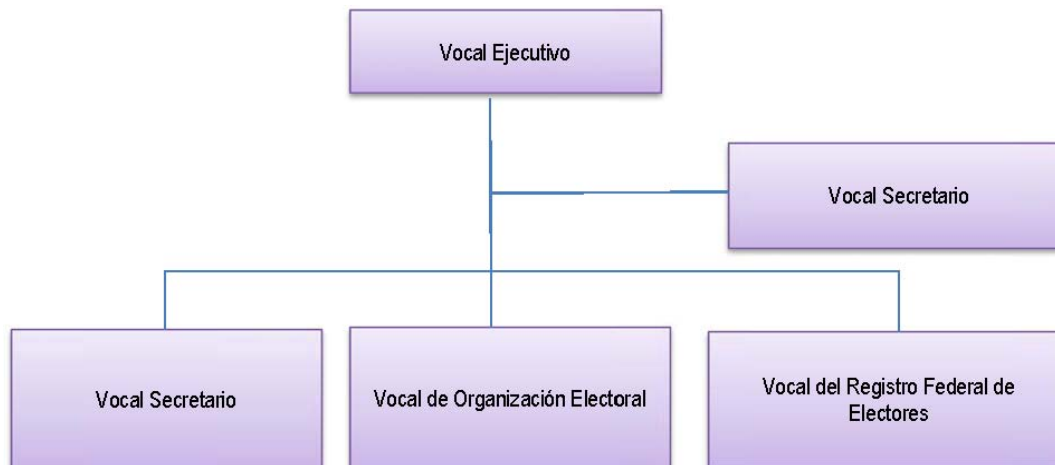 Vocal Ejecutivo
Vocal Secretario
Vocal Secretario
Vocal de Organización Electoral
Vocal del Registro Federal de
Electores